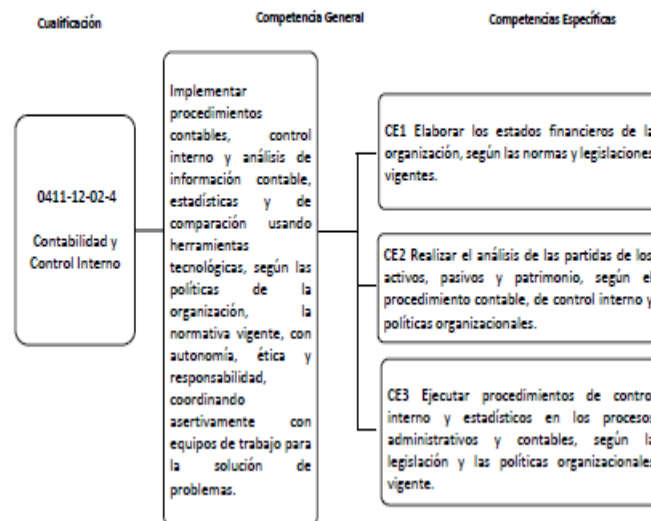 Cualificación
Competencia General
Competencias Específicas
0411-12-02-4
Contabilidad y
Control Interno
Implementar
procedimientos
contables, control
interno y análisis de
información contable,
estadísticas y de
comparación usando
herramientas
tecnológicas, según las
políticas de la
organización, la
normativa vigente, con
autonomía, ética y
responsabilidad,
coordinando
asertivamente con
equipos de trabajo para
la solución de
problemas.
CE1 Elaborar los estados financieros de la
organización, según las normas y legislaciones
vigentes.
CE2 Realizar el análisis de las partidas de los
activos, pasivos y patrimonio, según el
procedimiento contable, de control interno y
políticas organizacionales.
CE3 Ejecutar procedimientos de contro
interno y estadísticos en los procesos
administrativos y contables, según la
legislación y las políticas organizacionales
vigente.